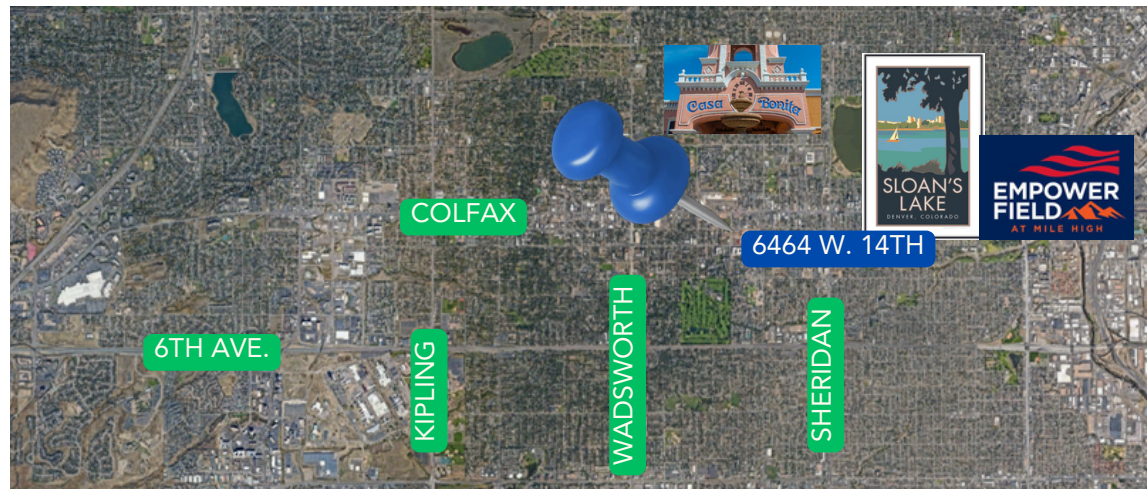 Casa Bonita
SLOAN'S
LAKE
DENVER, COLORADO
EMPOWER
FIELD
AT MILE HIGH
COLFAX
6464 W. 14TH
6TH AVE.
KIPLING
WADSWORTH
SHERIDAN